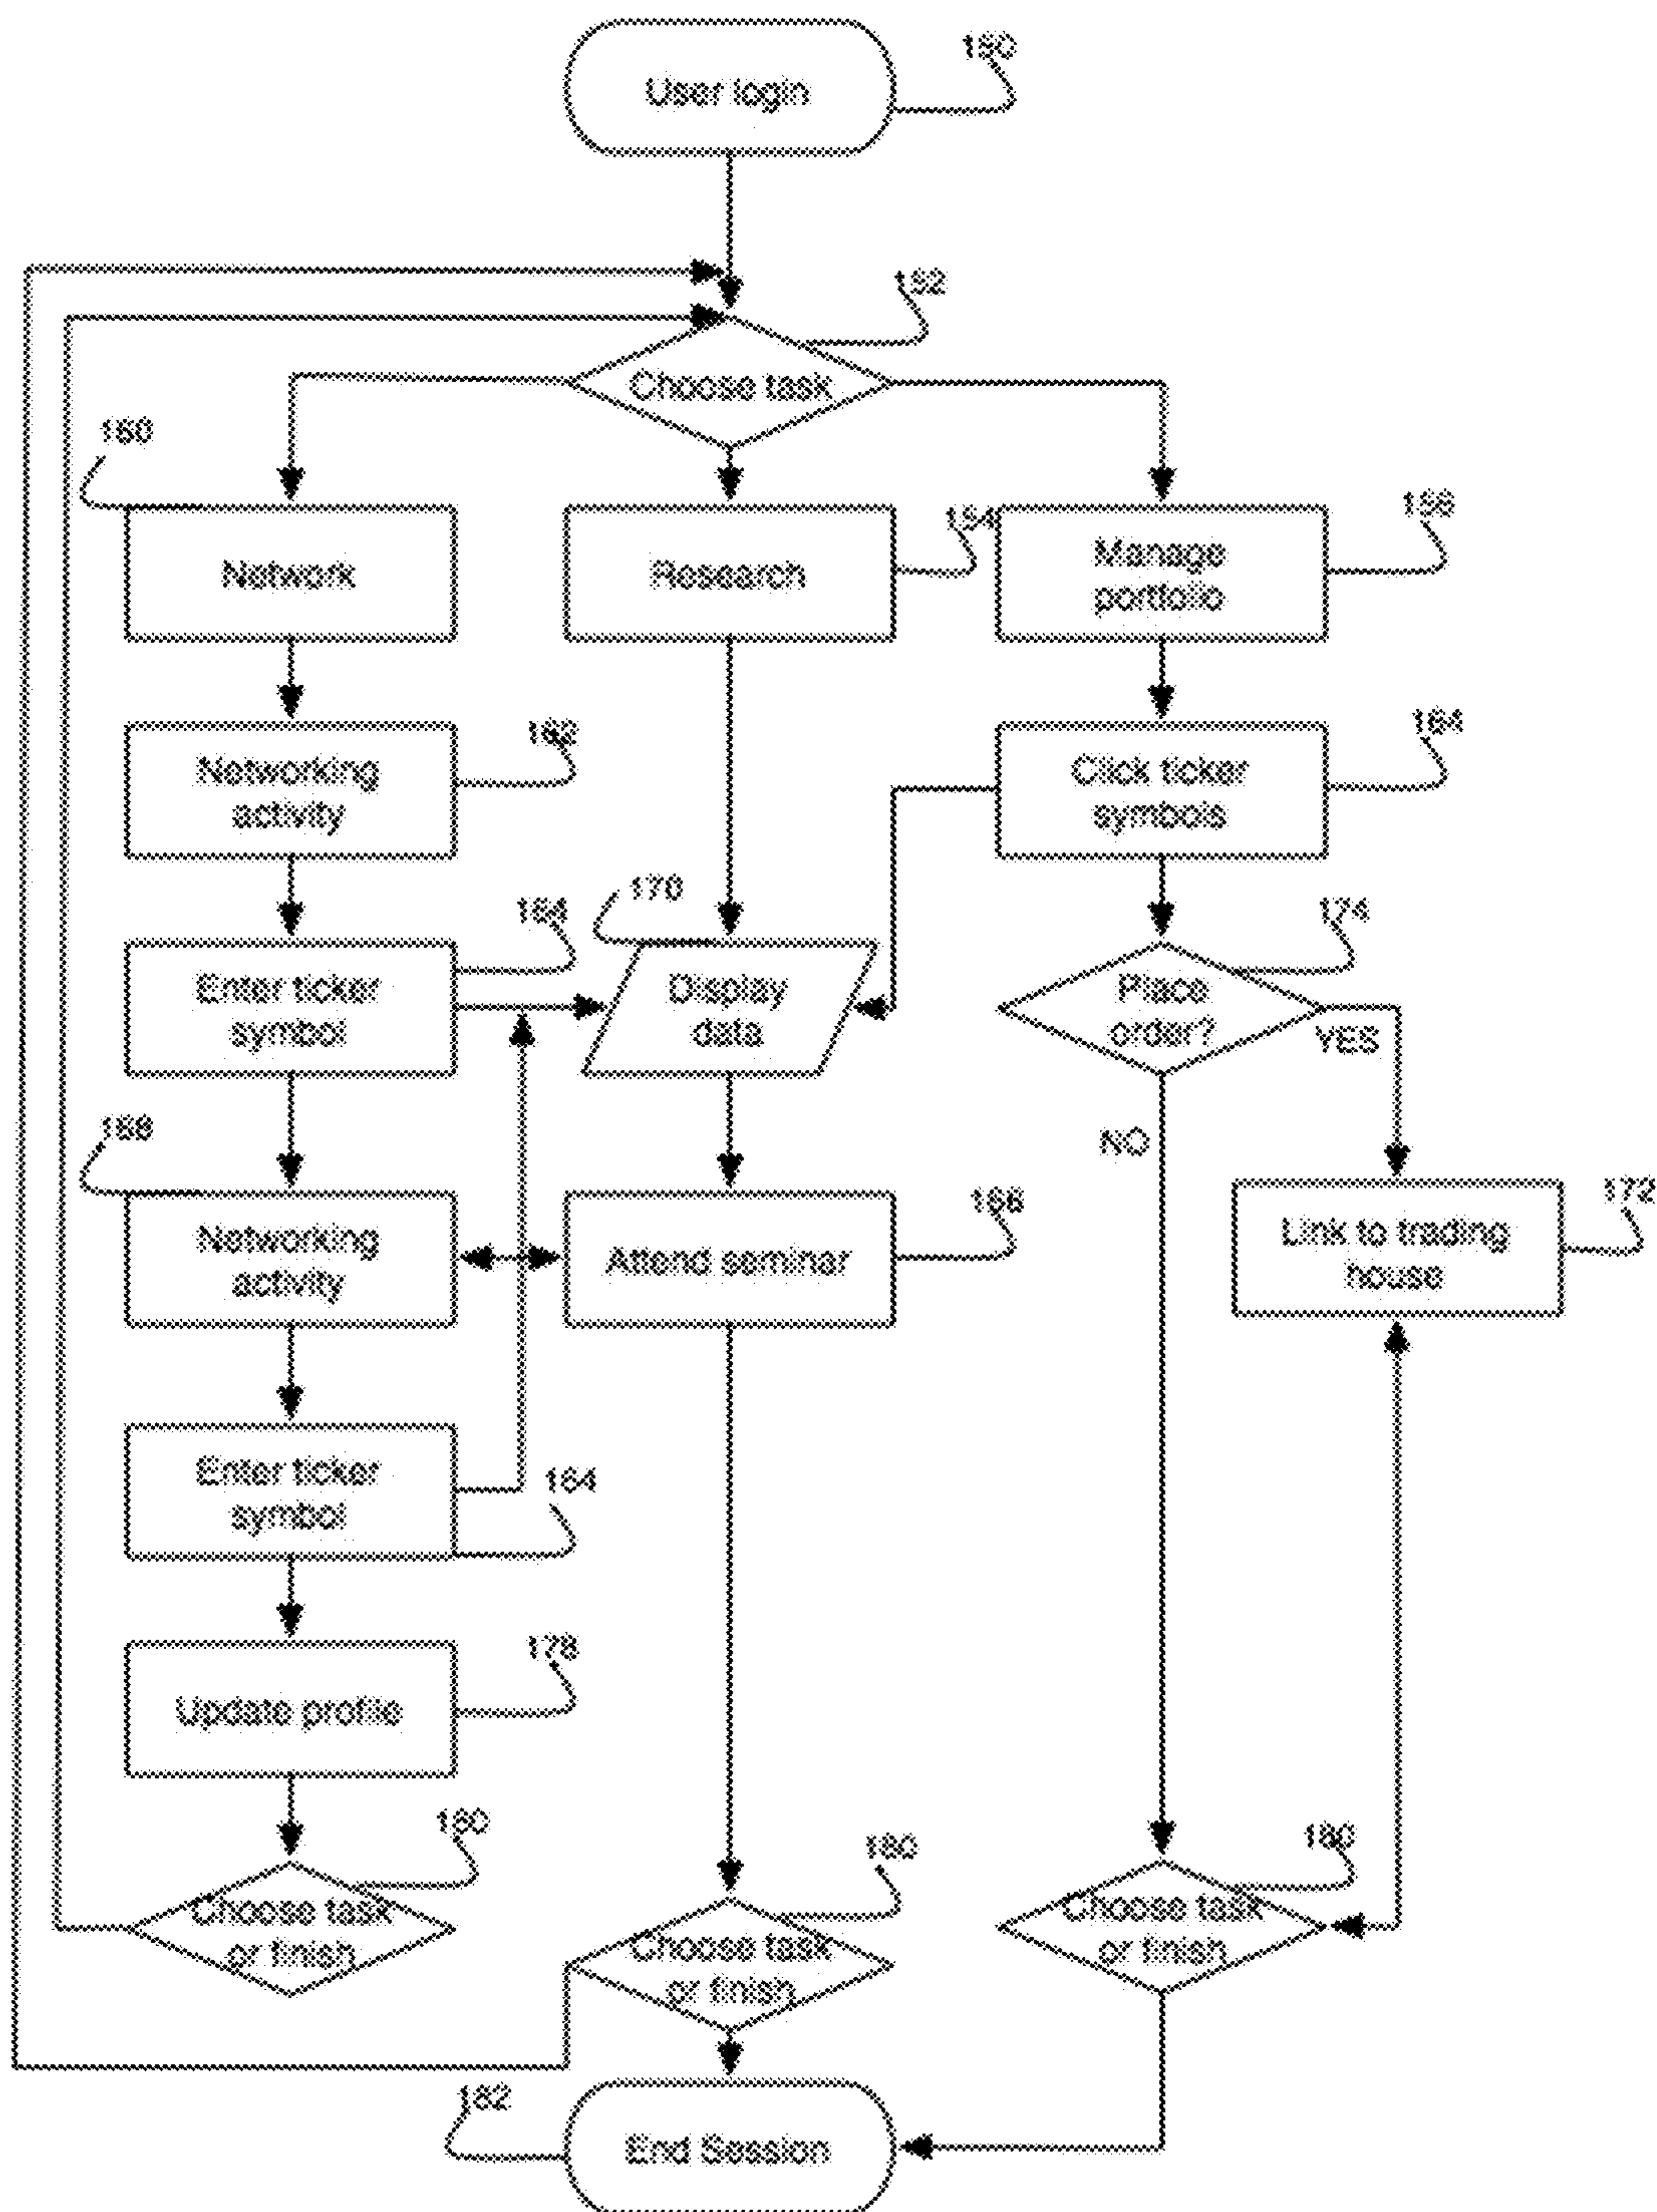 User login
152
Choose task
160
154
Network
Research
Manage
portfolio
162
164
Networking
activity
Click ticker
symbols
164
170
174
Enter ticker
symbol
Display
data
Place
order?
YES
168
NO
166
172
Networking
activity
Attend seminar
Link to trading
house
Enter ticker
symbol
164
178
Update profile
180
180
180
Choose task
or finish
Choose task
or finish
Choose task
or finish
182
End Session